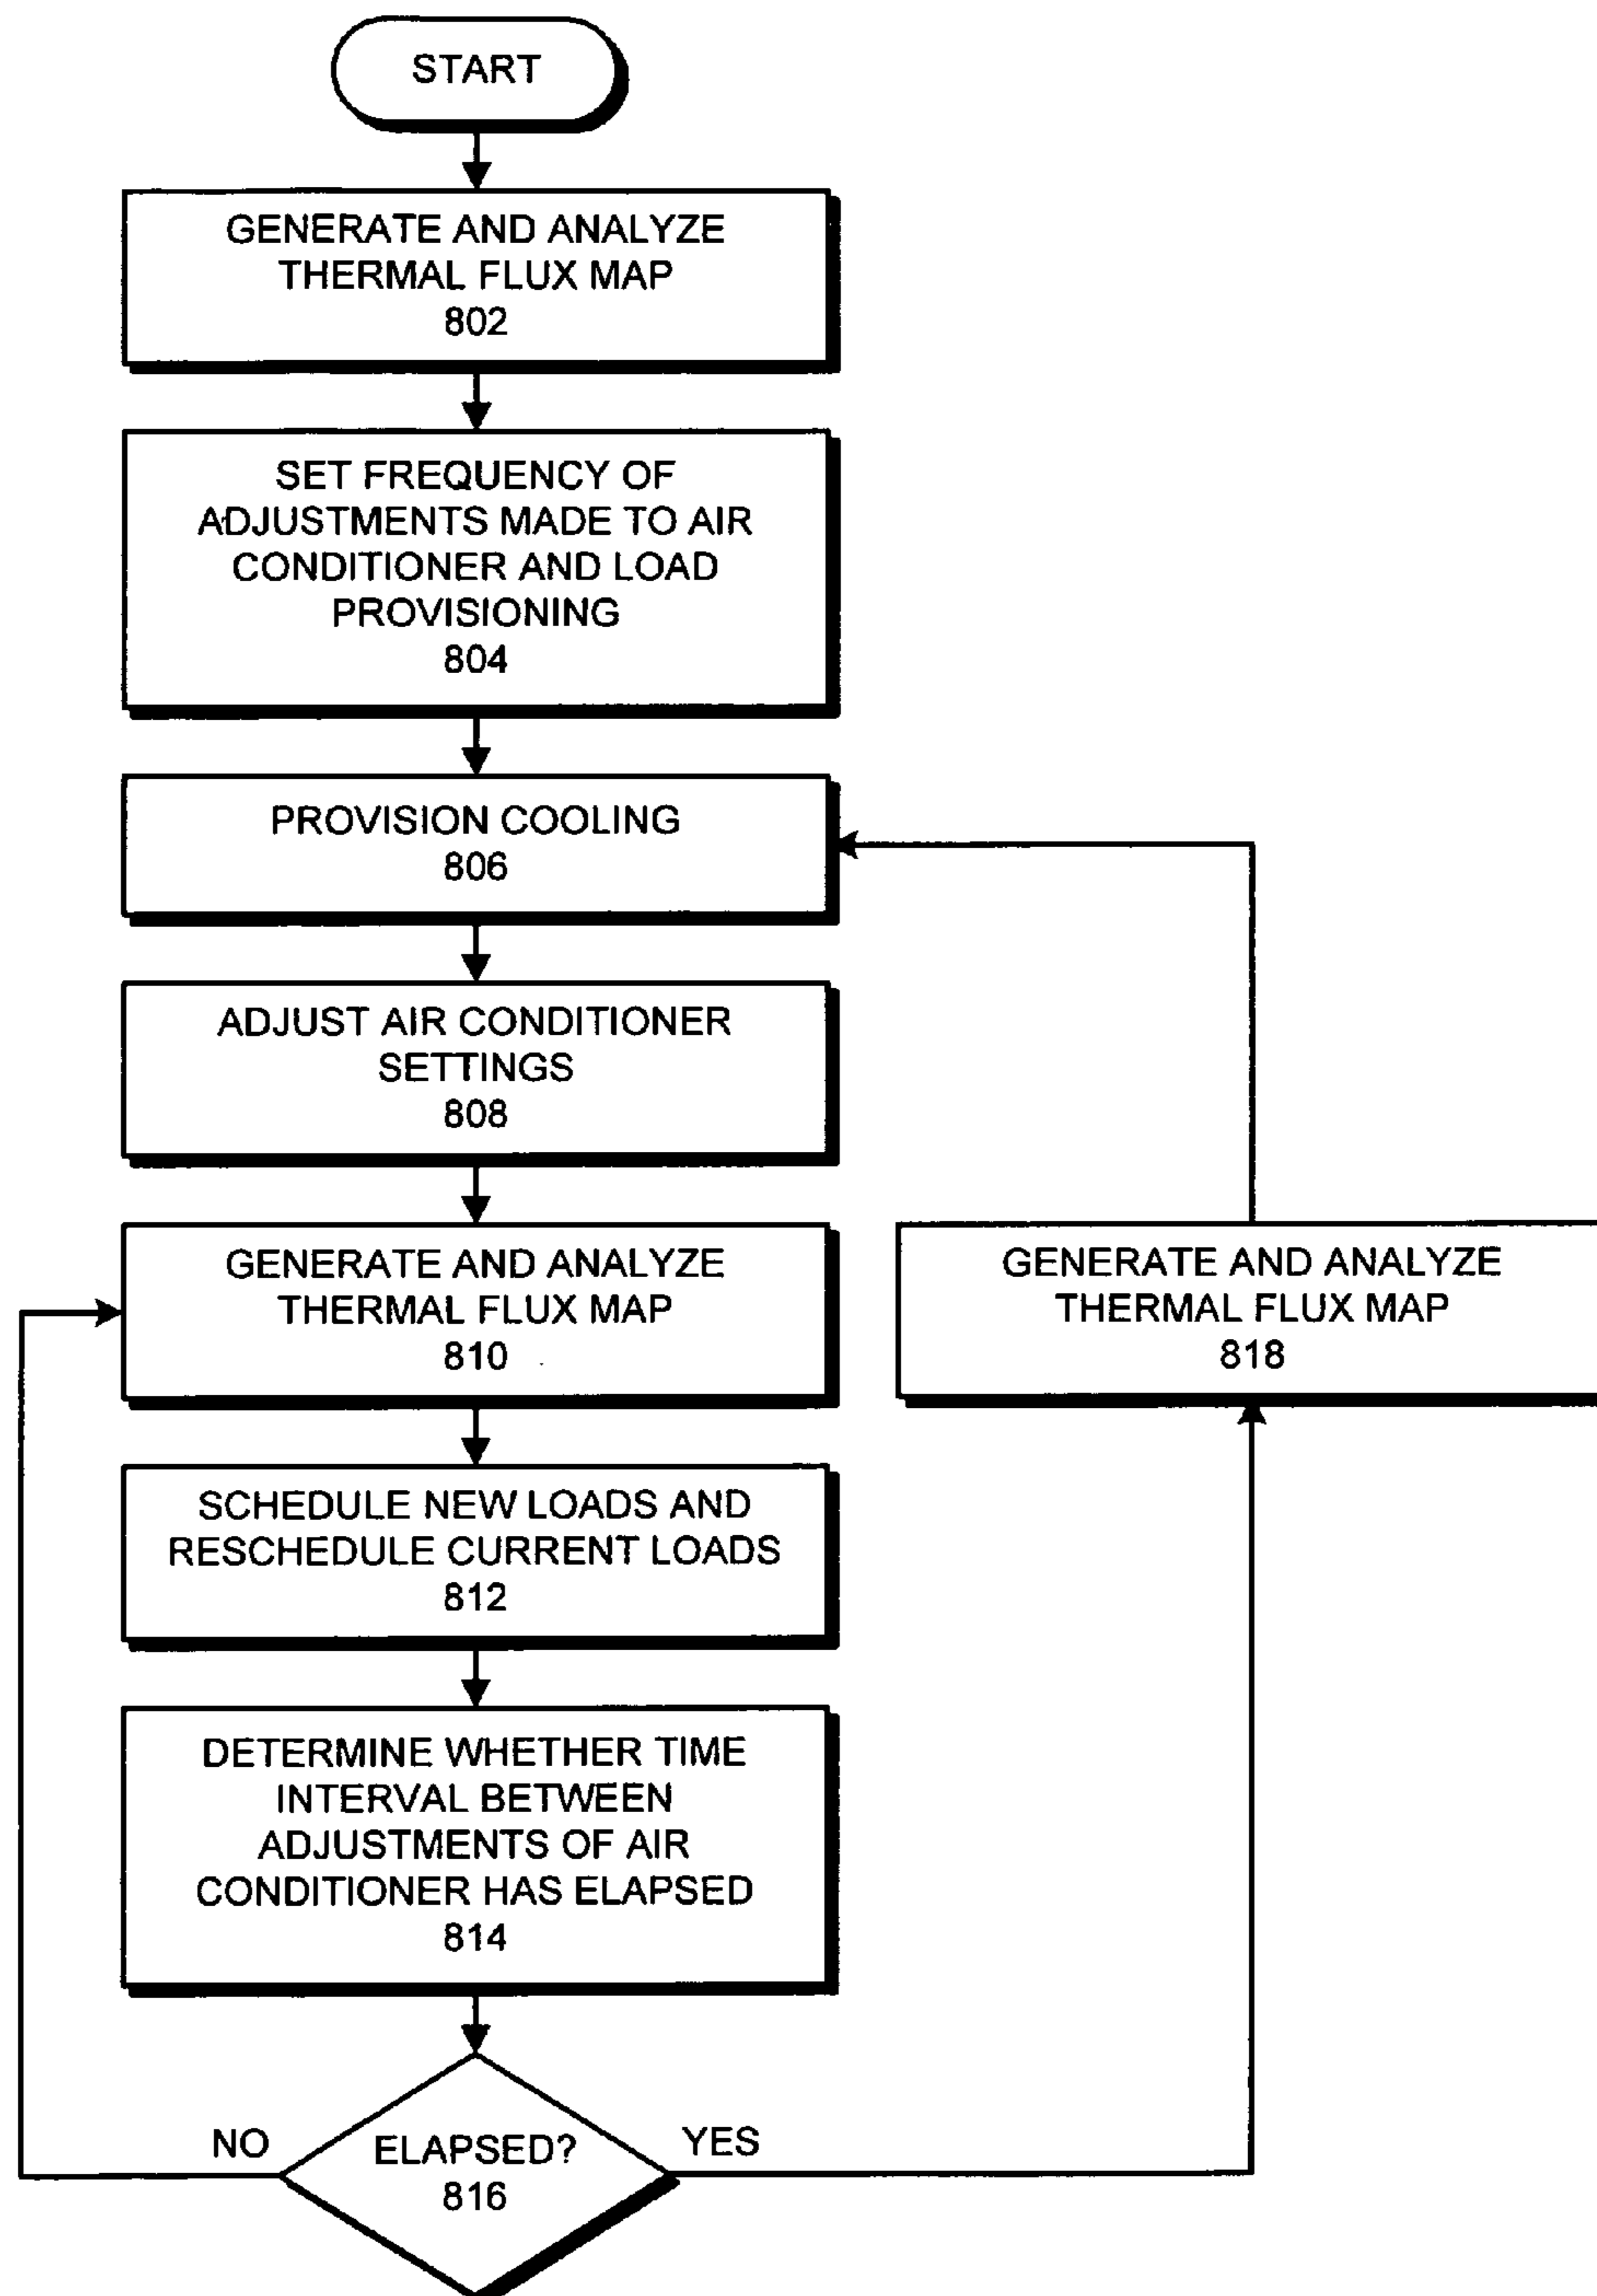 START
GENERATE AND ANALYZE
THERMAL FLUX MAP
802
SET FREQUENCY OF
ADJUSTMENTS MADE TO AIR
CONDITIONER AND LOAD
PROVISIONING
804
PROVISION COOLING
806
ADJUST AIR CONDITIONER
SETTINGS
808
GENERATE AND ANALYZE
THERMAL FLUX MAP
810
GENERATE AND ANALYZE
THERMAL FLUX MAP
818
SCHEDULE NEW LOADS AND
RESCHEDULE CURRENT LOADS
812
DETERMINE WHETHER TIME
INTERVAL BETWEEN
ADJUSTMENTS OF AIR
CONDITIONER HAS ELAPSED
814
NO
ELAPSED?
816
YES